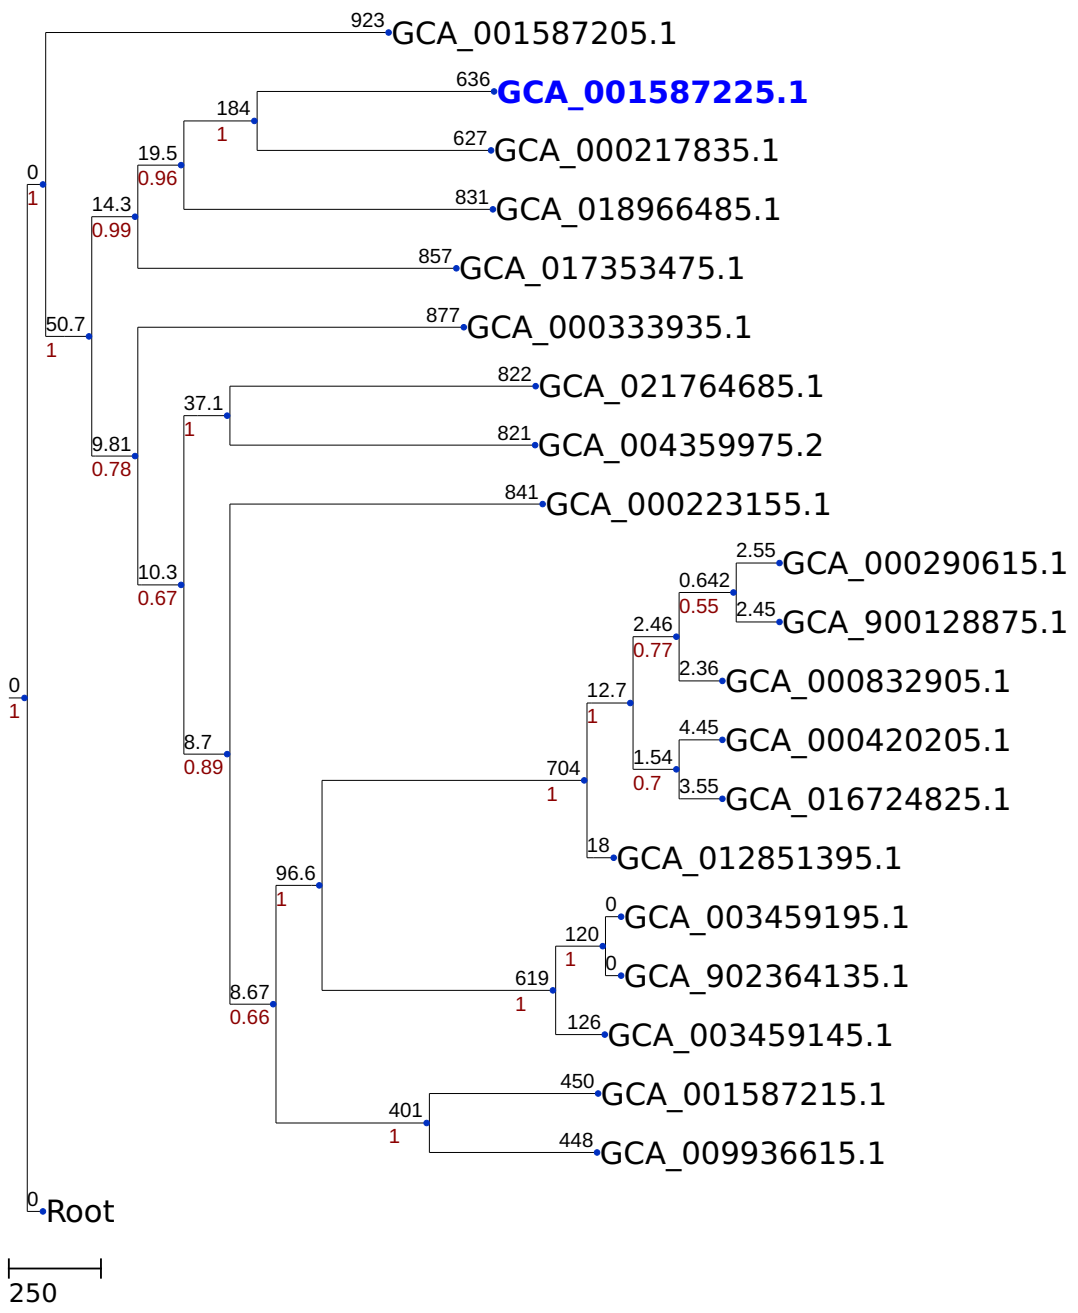 923
GCA_001587205.1
636
GCA_001587225.1
184
1
627
GCA_000217835.1
19.5
0.96
0
1
831
GCA_018966485.1
14.3
0.99
857
GCA_017353475.1
50.7
1
877
GCA_000333935.1
822
GCA_021764685.1
37.1
1
821
GCA_004359975.2
9.81
0.78
841
GCA_000223155.1
2.55
GCA_000290615.1
10.3
0.67
0.642
0.55
2.45
GCA_900128875.1
2.46
0.77
2.36
GCA_000832905.1
0
1
12.7
1
4.45
GCA_000420205.1
8.7
0.89
1.54
0.7
704
1
3.55
GCA_016724825.1
18
GCA_012851395.1
96.6
1
0
GCA_003459195.1
120
1
0
GCA_902364135.1
619
1
8.67
0.66
126
GCA_003459145.1
450
GCA_001587215.1
401
1
448
GCA_009936615.1
0
Root
250